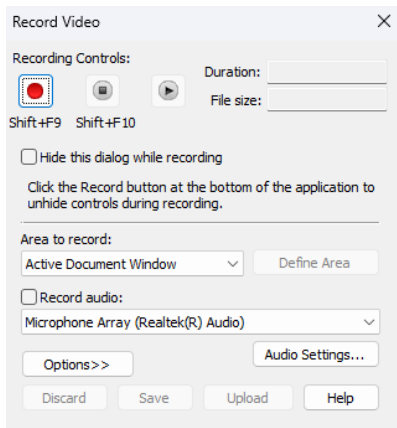 Record Video
Recording Controls:
Duration:
File size:
Shift+F9 Shift+F10
Hide this dialog while recording
Click the Record button at the bottom of the application to
unhide controls during recording.
Area to record:
Active Document Window
Define Area
Record audio:
Microphone Array (Realtek(R) Audio)
Options>>
Audio Settings...
Discard Save Upload Help